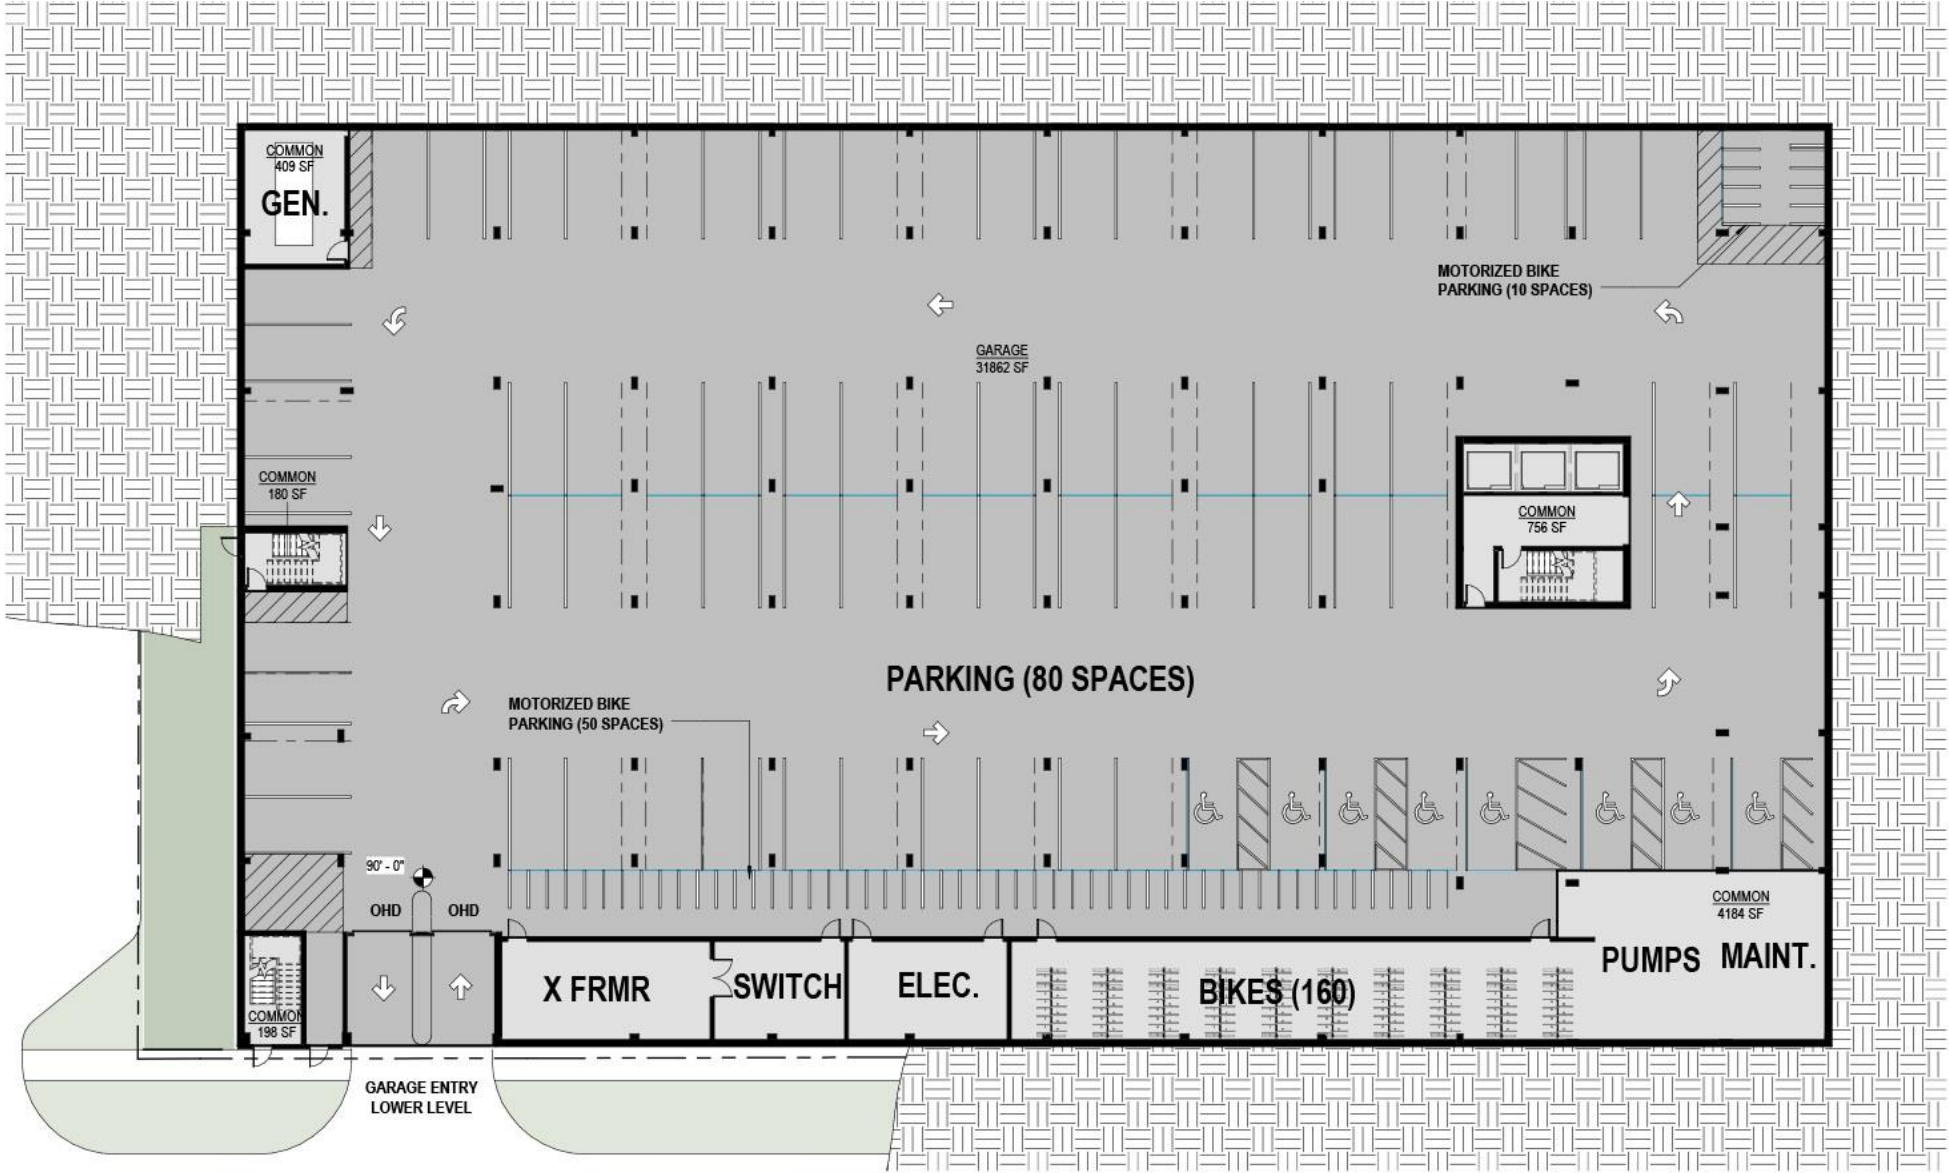 COMMON
409 SF
GEN.
MOTORIZED BIKE
PARKING (10 SPACES)
GARAGE
31862 SF
COMMON
180 SF
COMMON
756 SF
PARKING (80 SPACES)
MOTORIZED BIKE
PARKING (50 SPACES)
90' - 0"
OHD
OHD
COMMON
4184 SF
PUMPS
MAINT.
X FRMR
SWITCH
ELEC.
BIKES (160)
COMMON
198 SF
GARAGE ENTRY
LOWER LEVEL